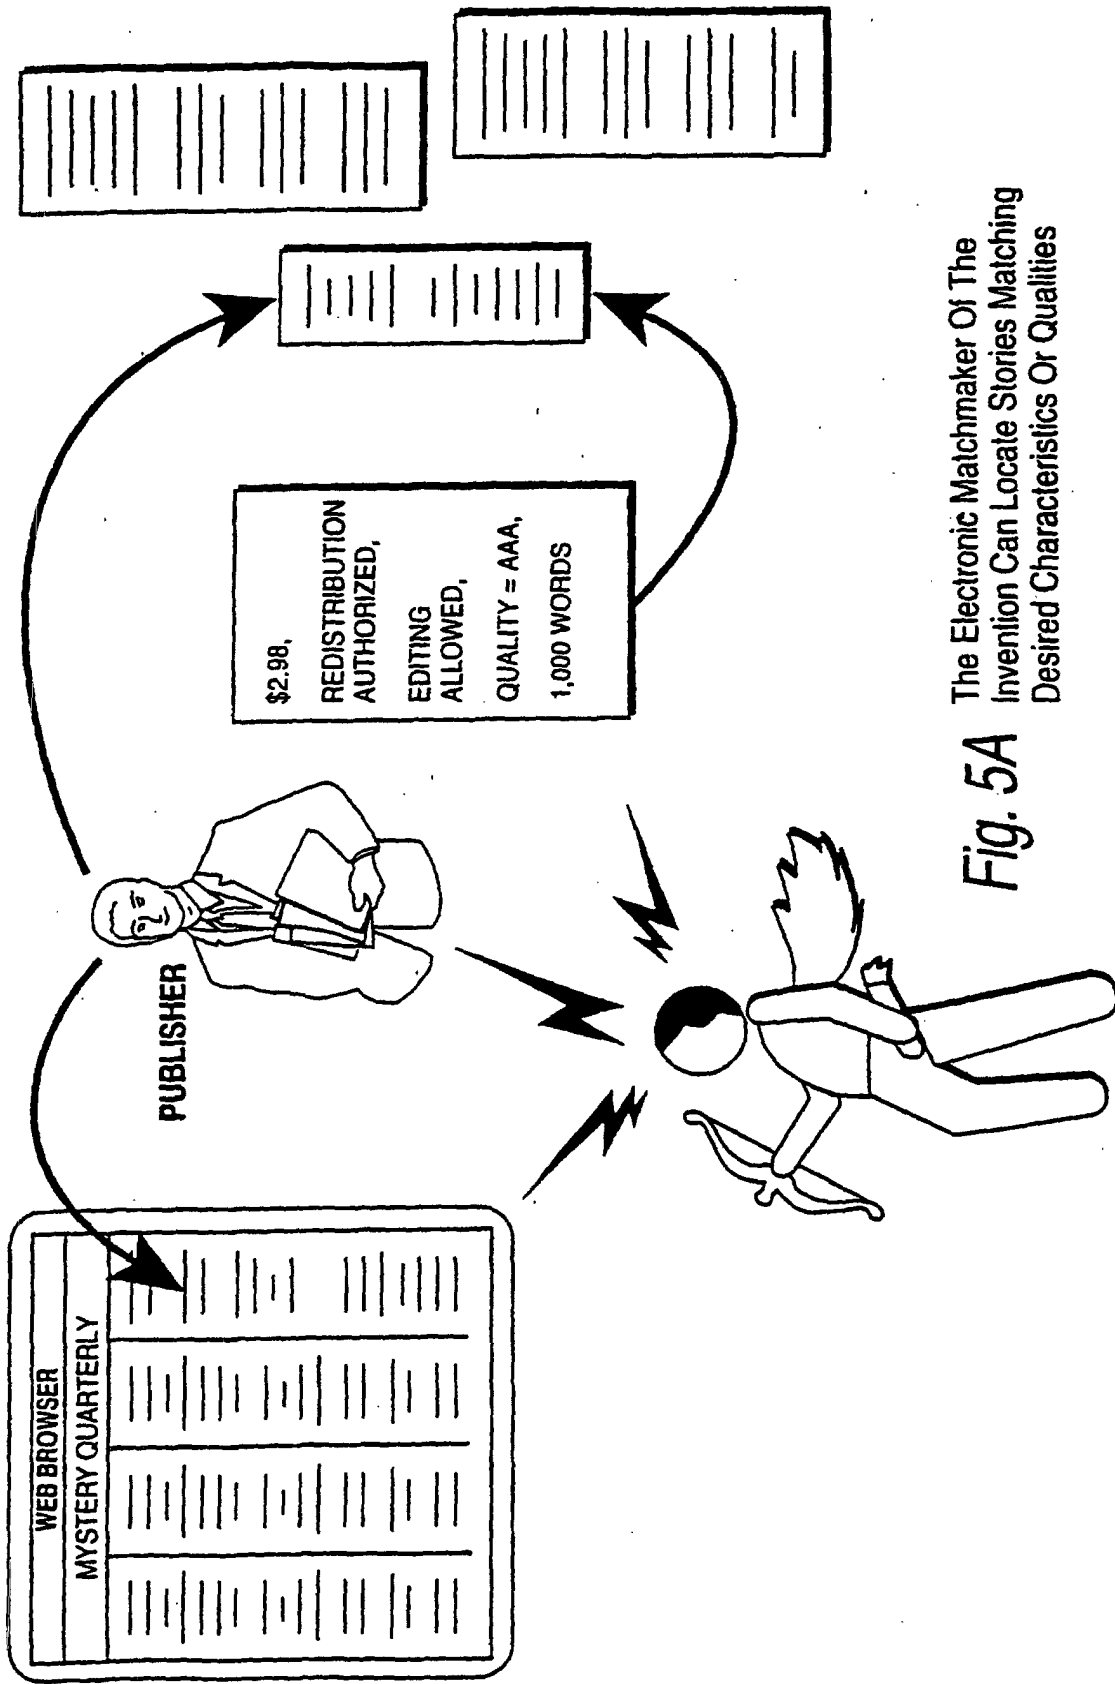 WEB BROWSER
MYSTERY QUARTERLY
PUBLISHER
$2.98,
REDISTRIBUTION
AUTHORIZED,
EDITING
ALLOWED,
QUALITY = AAA,
1,000 WORDS
Fig. 5A
The Electronic Matchmaker Of The
Invention Can Locate Stories Matching
Desired Characteristics Or Qualities